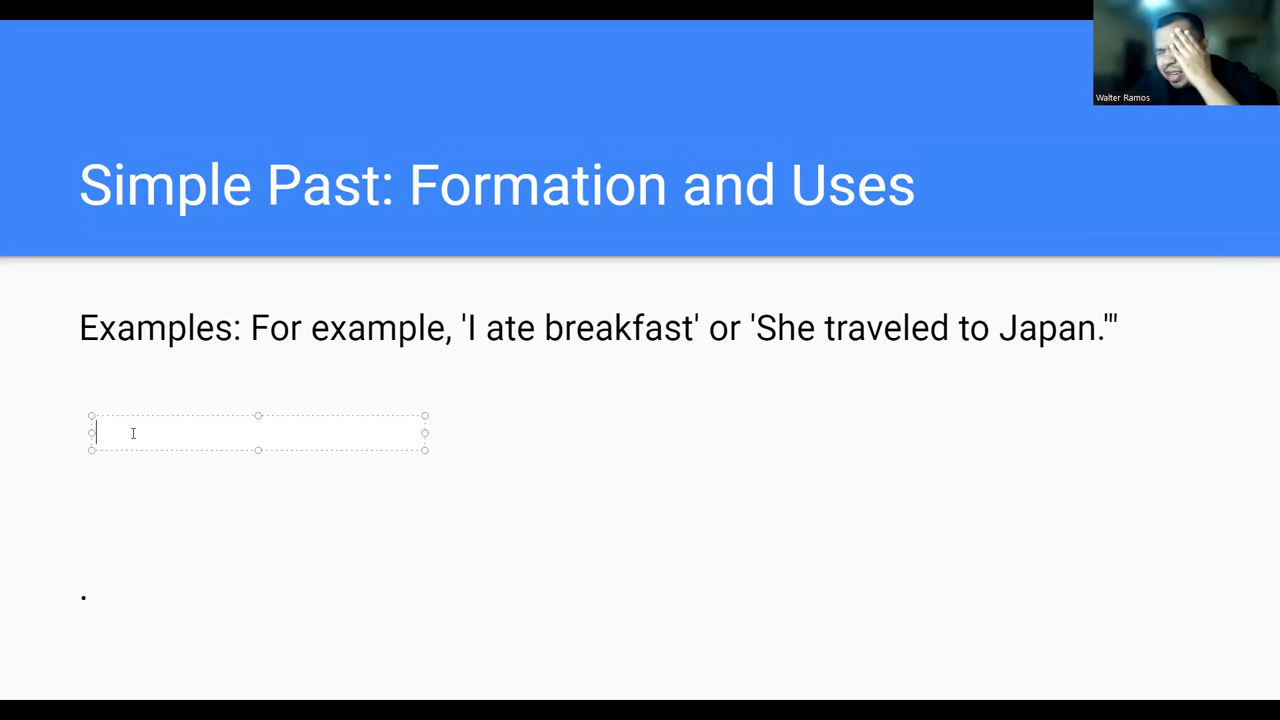 Walter Ramos
Simple Past: Formation and Uses
Examples: For example, 'I ate breakfast' or 'She traveled to Japan.'"
.